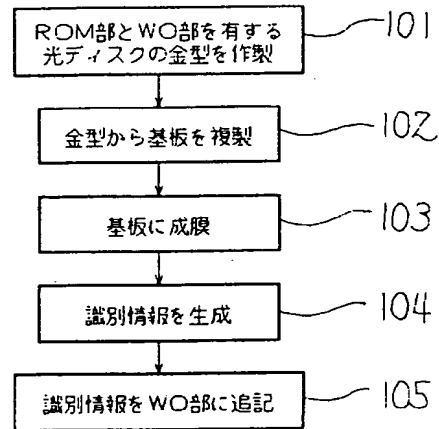 ROM部とWO部を有する
光ディスクの金型を作製
101
金型から基板を複製
102
基板に成膜
103
識別情報を生成
104
識別情報をWO部に追記
105